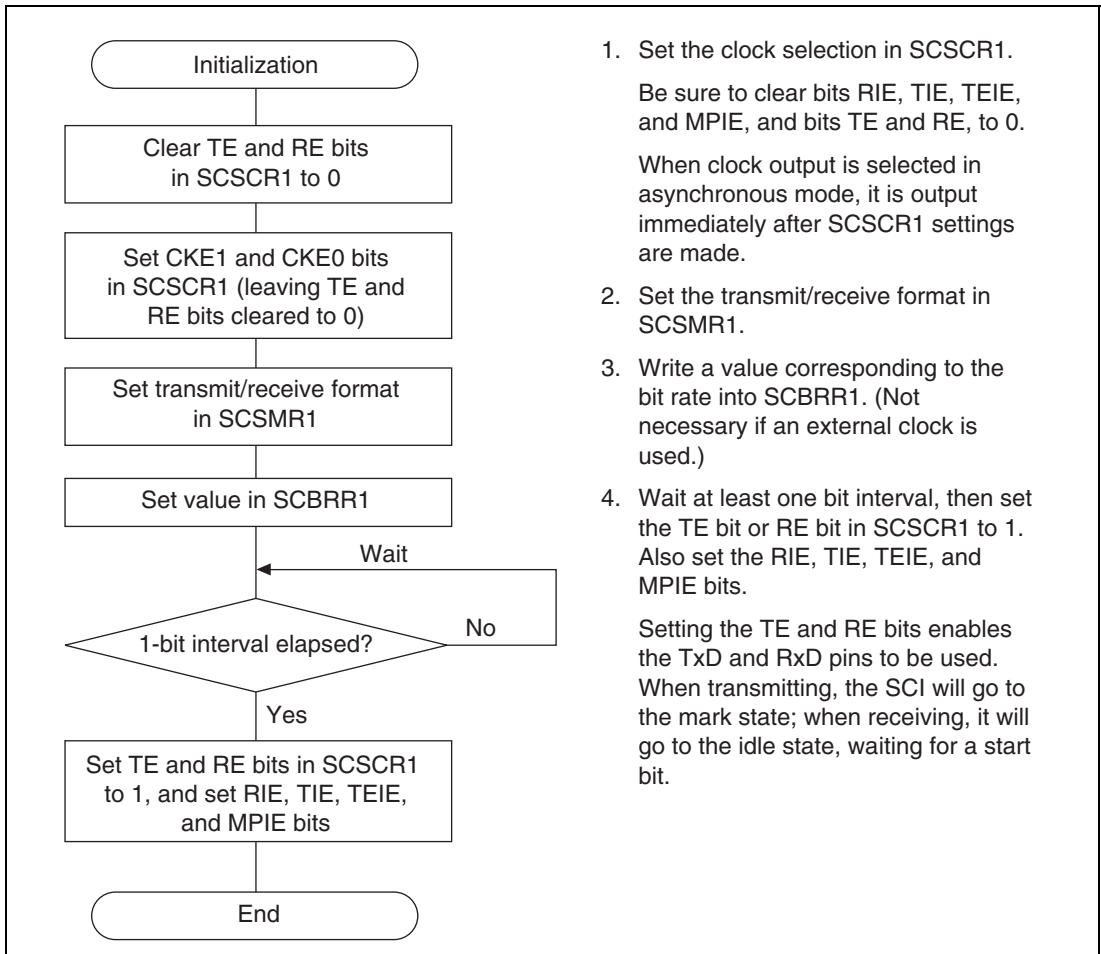 Initialization
Clear TE and RE bits
in SCSCR1 to 0
Set CKE1 and CKE0 bits
in SCSCR1 (leaving TE and
RE bits cleared to 0)
Set transmit/receive format
in SCSMR1
Set value in SCBRR1
Wait
1-bit interval elapsed?
No
Yes
Set TE and RE bits in SCSCR1
to 1, and set RIE, TIE, TEIE,
and MPIE bits
End
1. Set the clock selection in SCSCR1.
Be sure to clear bits RIE, TIE, TEIE,
and MPIE, and bits TE and RE, to 0.
When clock output is selected in
asynchronous mode, it is output
immediately after SCSCR1 settings
are made.
2. Set the transmit/receive format in
SCSMR1.
3. Write a value corresponding to the
bit rate into SCBRR1. (Not
necessary if an external clock is
used.)
4. Wait at least one bit interval, then set
the TE bit or RE bit in SCSCR1 to 1.
Also set the RIE, TIE, TEIE, and
MPIE bits.
Setting the TE and RE bits enables
the TxD and RxD pins to be used.
When transmitting, the SCI will go to
the mark state; when receiving, it will
go to the idle state, waiting for a start
bit.